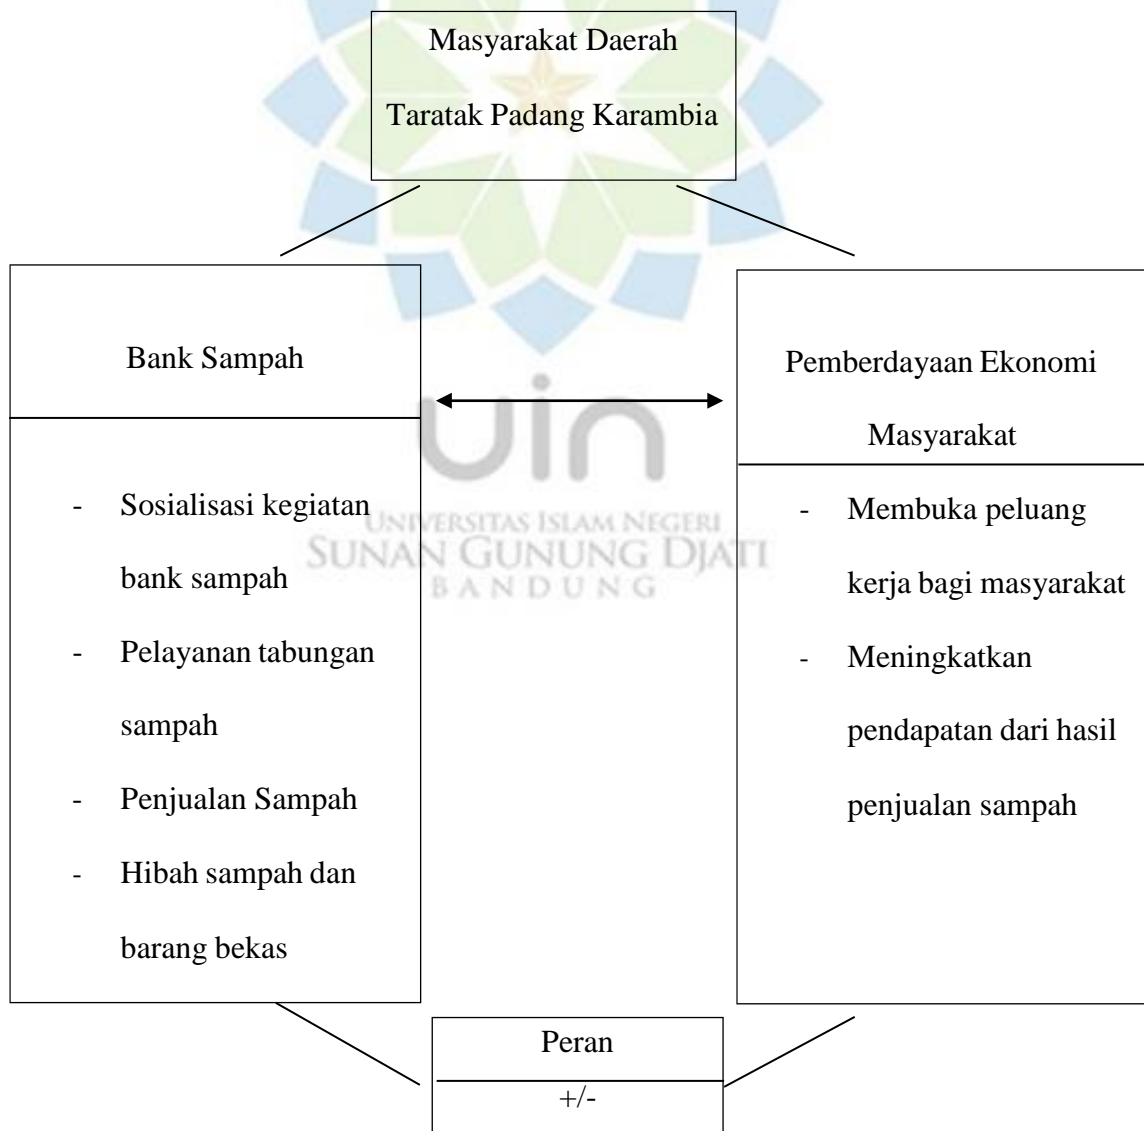 Masyarakat Daerah
Taratak Padang Karambia
Bank Sampah
- Sosialisasi kegiatan
bank sampah
- Pelayanan tabungan
sampah
- Penjualan Sampah
- Hibah sampah dan
barang bekas
Pemberdayaan Ekonomi
Masyarakat
- Membuka peluang
kerja bagi masyarakat
- Meningkatkan
pendapatan dari hasil
penjualan sampah
uin
UNIVERSITAS ISLAM NEGERI
SUNAN GUNUNG DJATI
BANDUNG
Peran
+/-